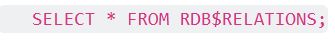 SELECT * FROM RDB$RELATIONS;